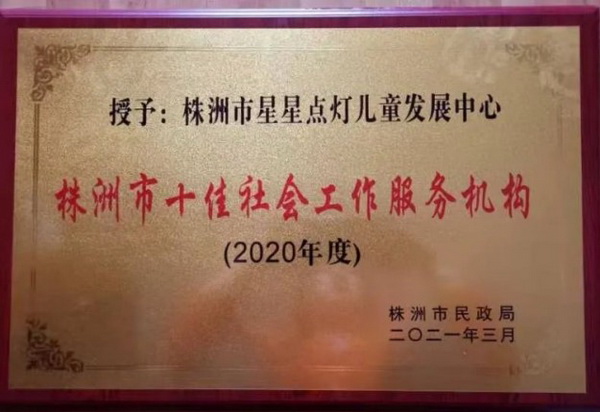 授予：株洲市星星点灯儿童发展中心
株洲市十佳社会工作服务机构
(2020年度)
株洲市民政局
二〇二一年三月